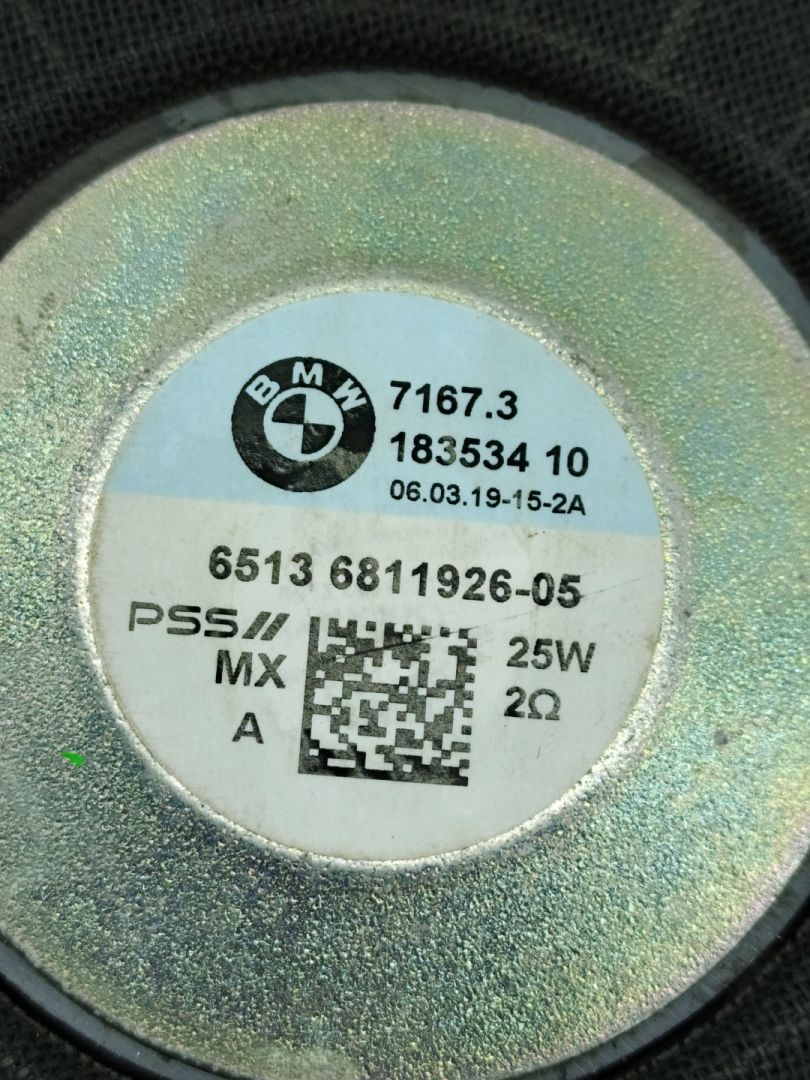 BMW
7167.3
183534 10
06.03.19-15-2A
6513 6811926-05
PSS//
MX
25W
2Ω
A